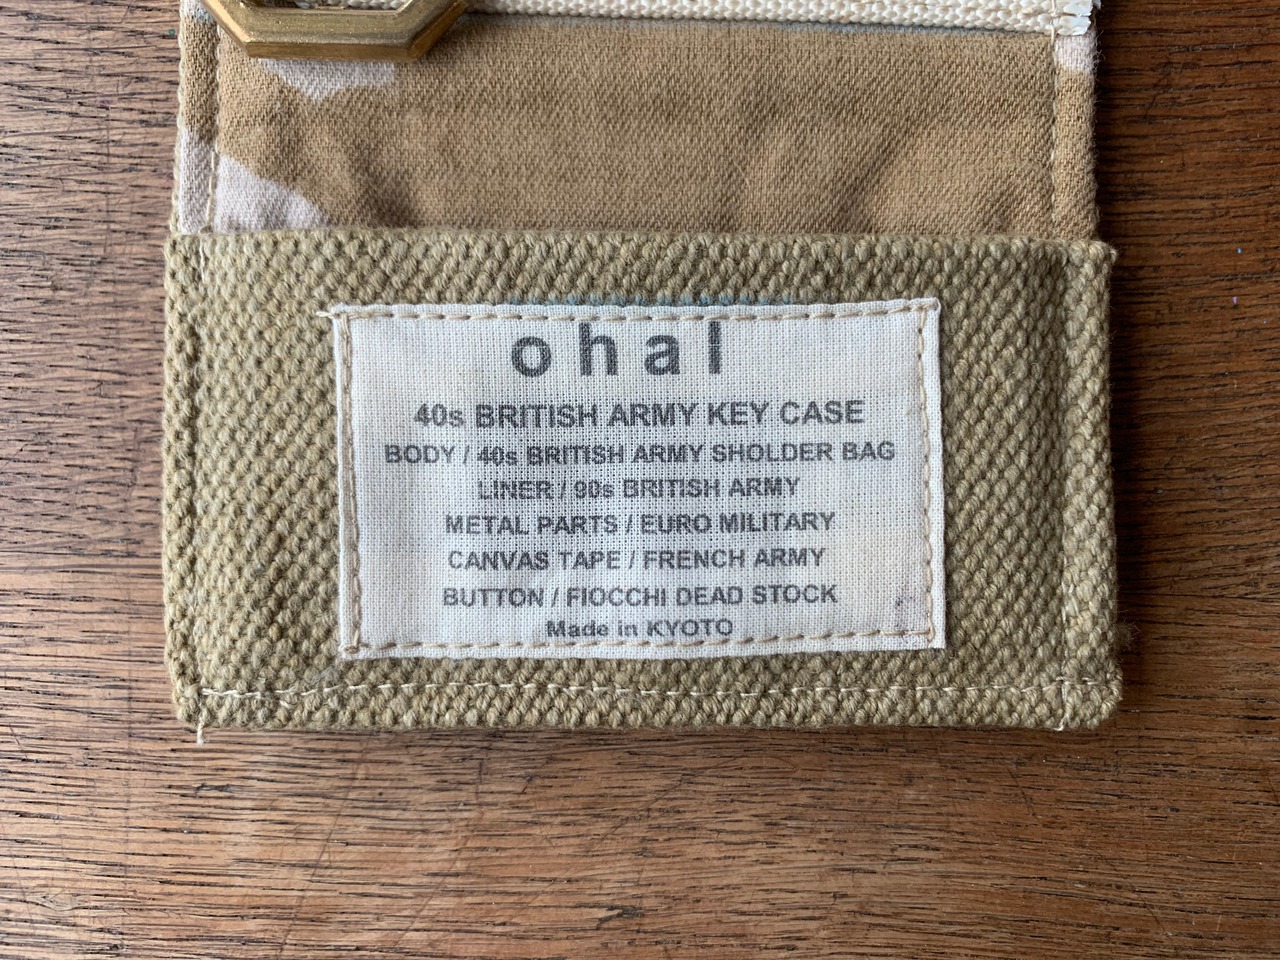 ohal
40s BRITISH ARMY KEY CASE
BODY / 40s BRITISH ARMY SHOLDER BAG
LINER / 90s BRITISH ARMY
METAL PARTS / EURO MILITARY
CANVAS TAPE / FRENCH ARMY
BUTTON / FIOCCHI DEAD STOCK
Made in KYOTO